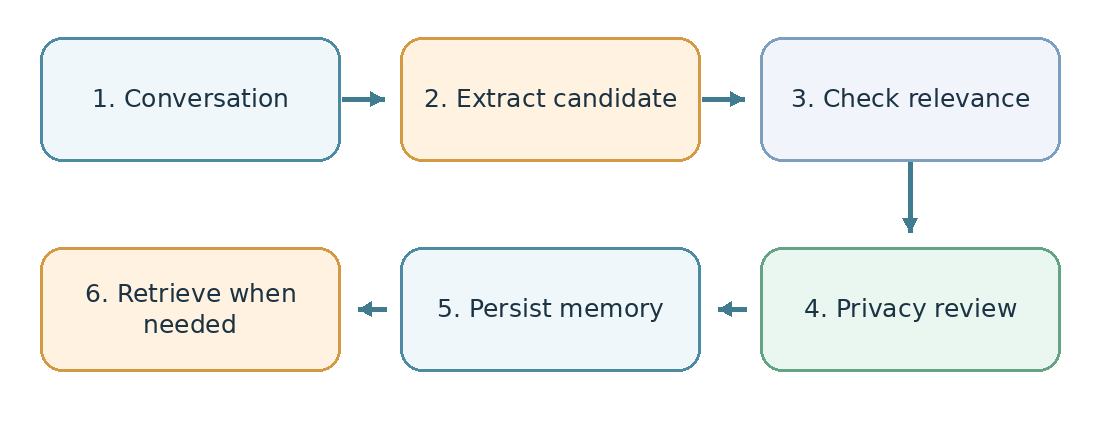 1. Conversation
2. Extract candidate
3. Check relevance
4. Privacy review
5. Persist memory
6. Retrieve when
needed